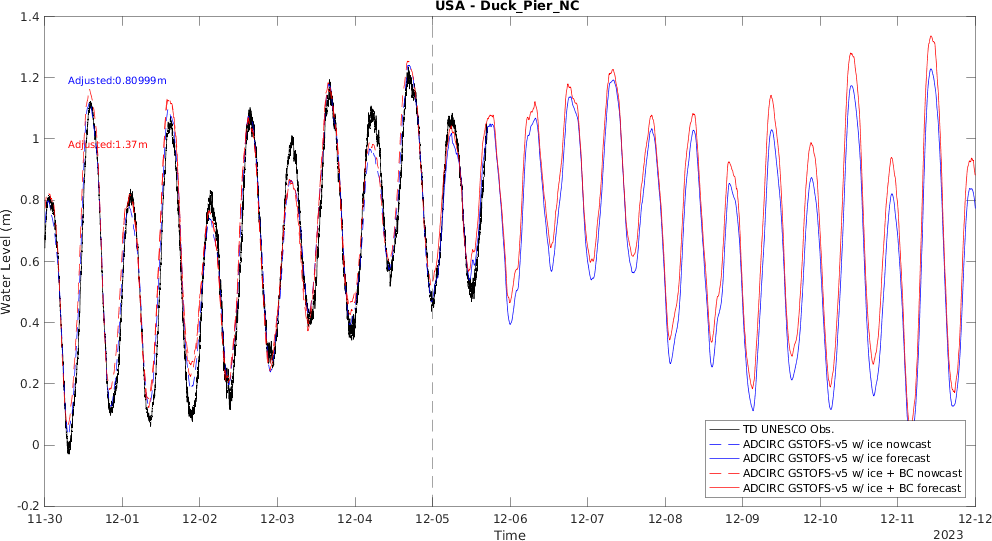 USA - Duck_Pier_NC
1.4
1.2
1
0.8
0.6
0.4
0.2
0
-0.2
Water Level (m)
Adjusted:0.80999m
Adjusted:1.37m
TD UNESCO Obs.
ADCIRC GSTOFS-v5 w/ ice nowcast
ADCIRC GSTOFS-v5 w/ ice forecast
ADCIRC GSTOFS-v5 w/ ice + BC nowcast
ADCIRC GSTOFS-v5 w/ ice + BC forecast
11-30 12-01 12-02 12-03 12-04 12-05 12-06 12-07 12-08 12-09 12-10 12-11 12-12
Time
2023